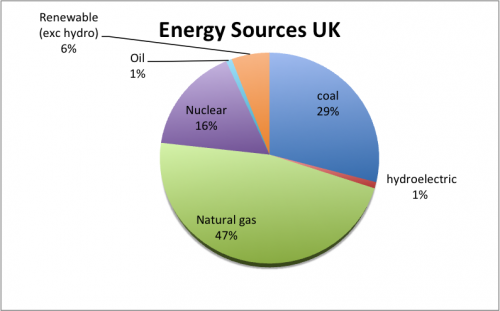 Energy Sources UK
Renewable
(exc hydro)
6%
Oil
1%
Nuclear
16%
coal
29%
hydroelectric
1%
Natural gas
47%